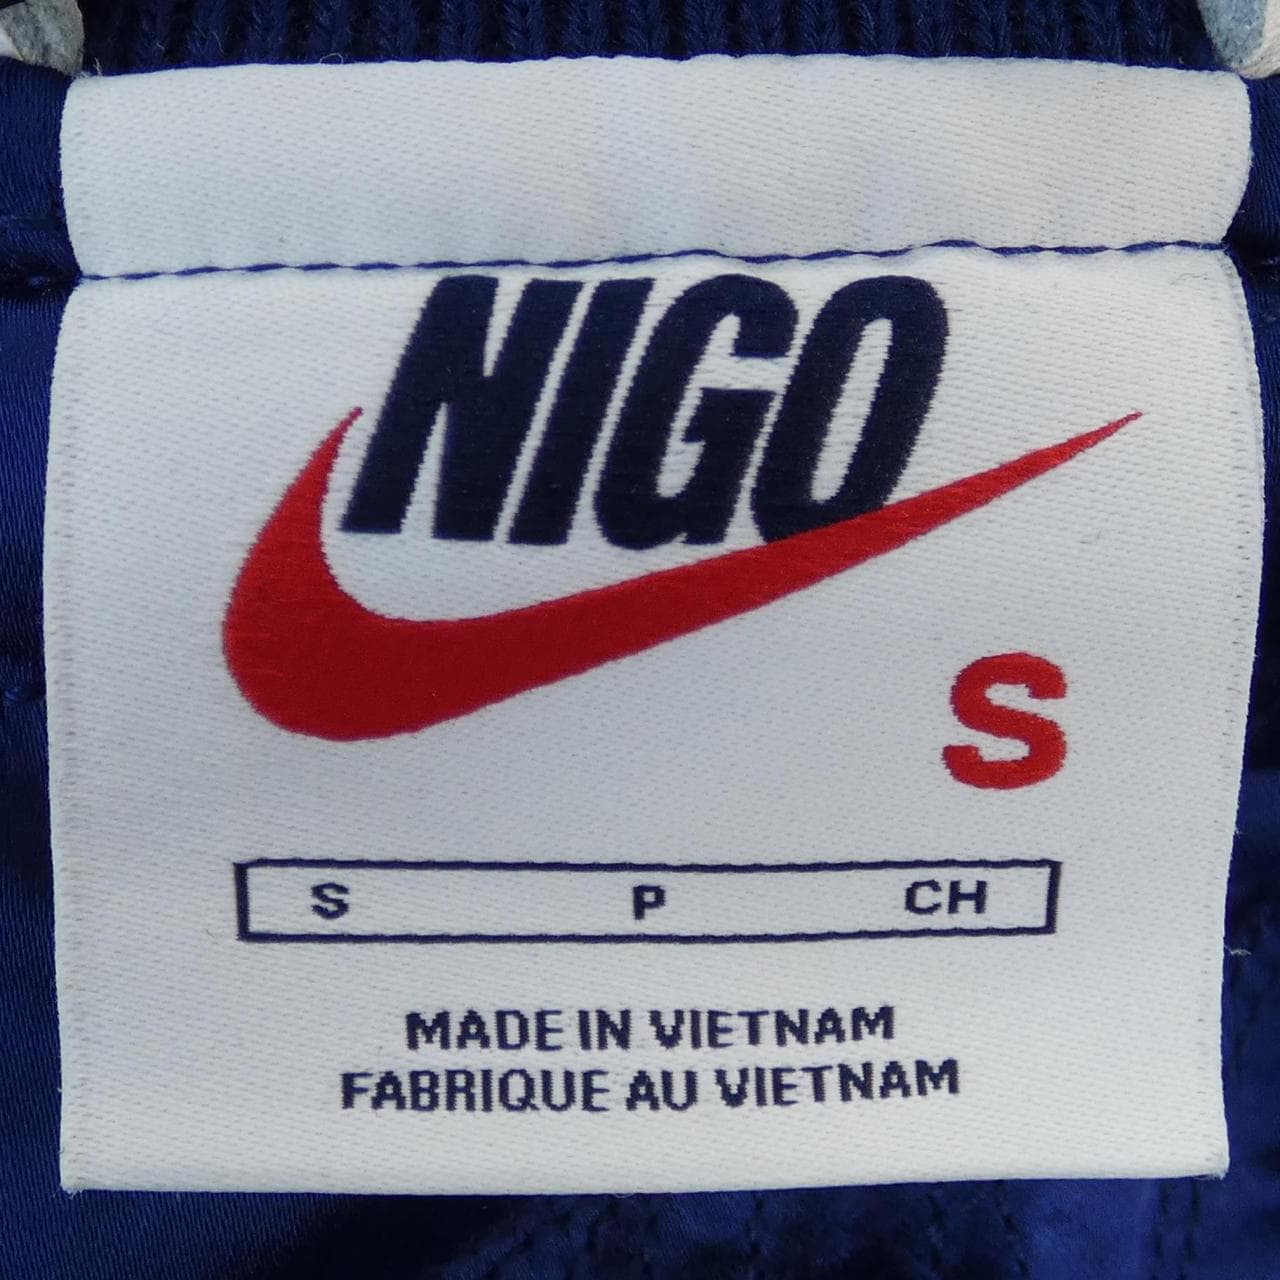 NIGO
S
S P CH
MADE IN VIETNAM
FABRIQUE AU VIETNAM